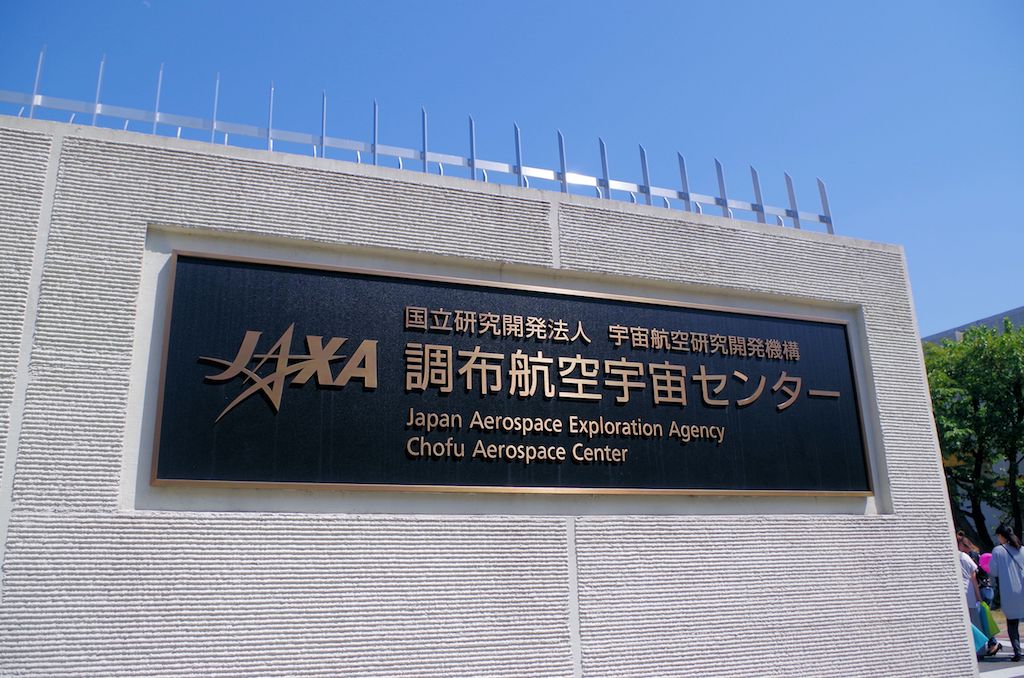 JAXA
国立研究開発法人 宇宙航空研究開発機構
調布航空宇宙センター
Japan Aerospace Exploration Agency
Chofu Aerospace Center